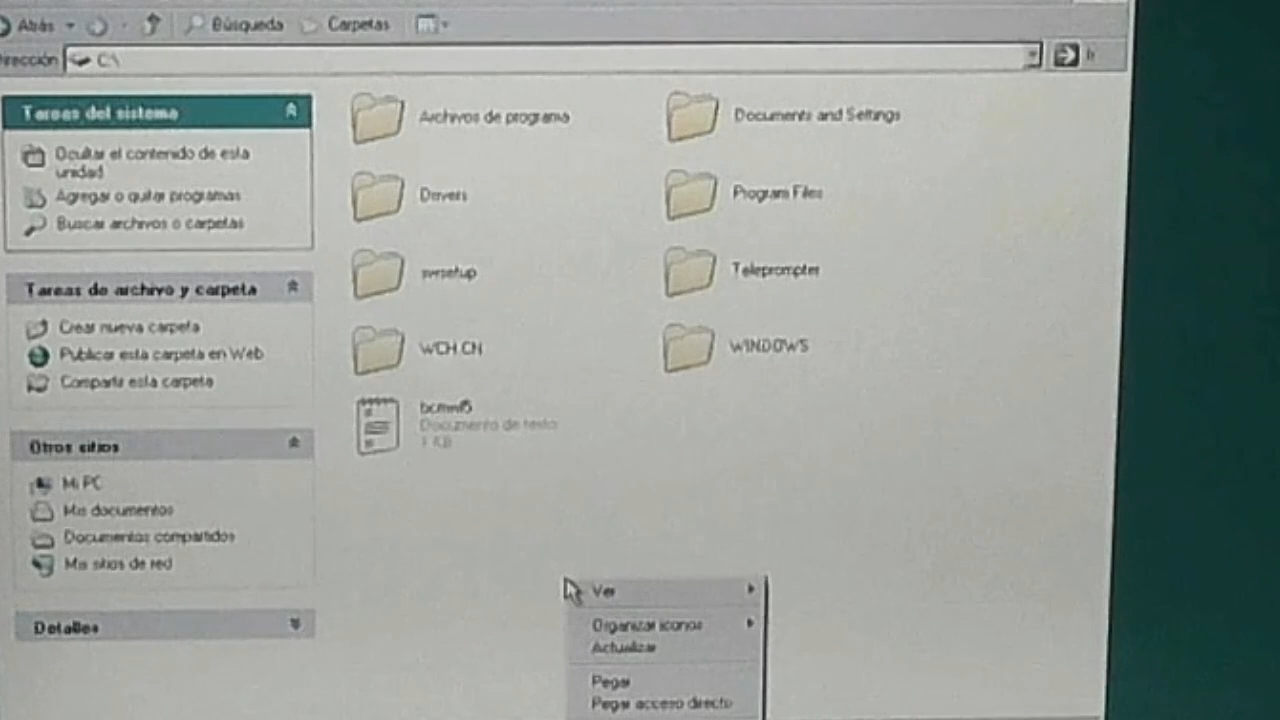 Atrás
Búsqueda
Carpetas
irección
C:\
Ir
Tareas del sistema
Ocultar el contenido de esta
unidad
Agregar o quitar programas
Buscar archivos o carpetas
Tareas de archivo y carpeta
Crear nueva carpeta
Publicar esta carpeta en Web
Compartir esta carpeta
Otros sitios
Mi PC
Mis documentos
Documentos compartidos
Mis sitios de red
Detalles
Archivos de programa
Documents and Settings
Drivers
Program Files
swsetup
Teleprompter
WCH.CN
WINDOWS
bcmwl5
Documento de texto
1 KB
Ver
Organizar iconos
Actualizar
Pegar
Pegar acceso directo